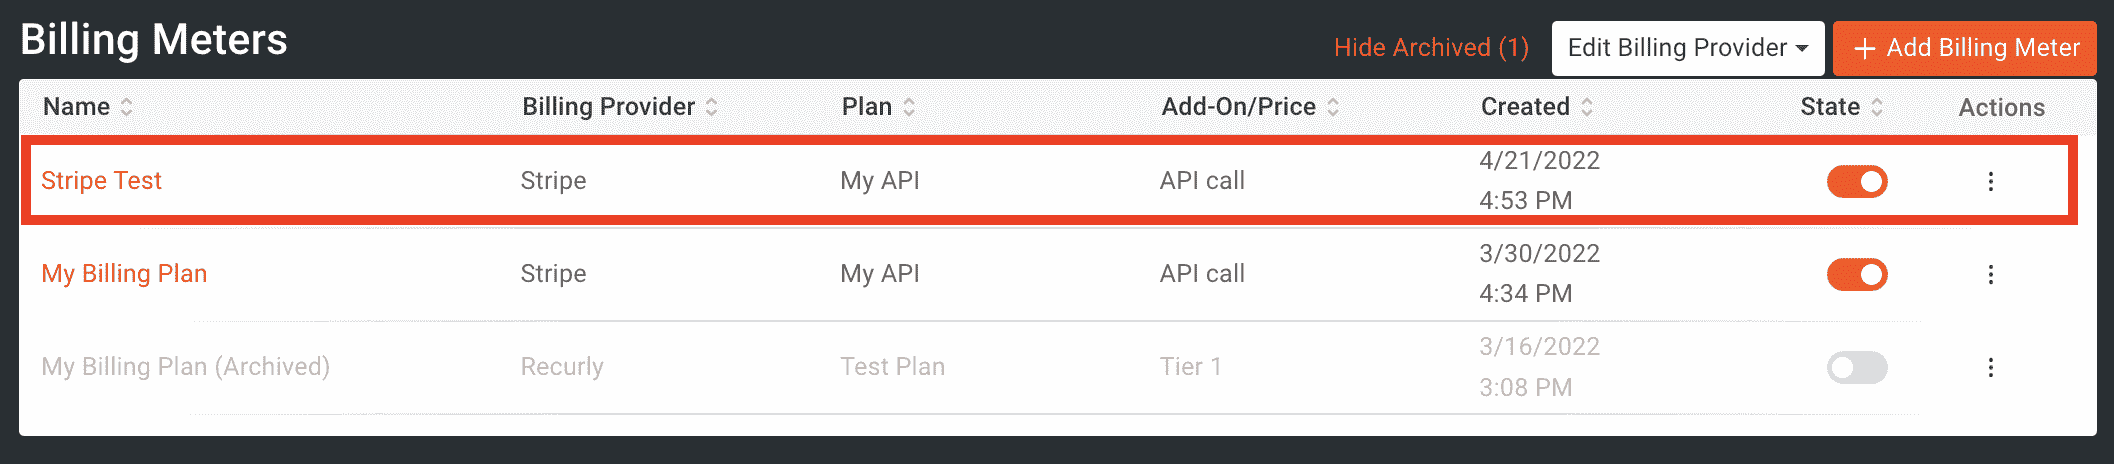 Billing Meters
Hide Archived (1) Edit Billing Provider + Add Billing Meter
Name Billing Provider Plan Add-On/Price Created State Actions
Stripe Test Stripe My API API call 4/21/2022
4:53 PM
My Billing Plan Stripe My API API call 3/30/2022
4:34 PM
My Billing Plan (Archived) Recurly Test Plan Tier 1 3/16/2022
3:08 PM